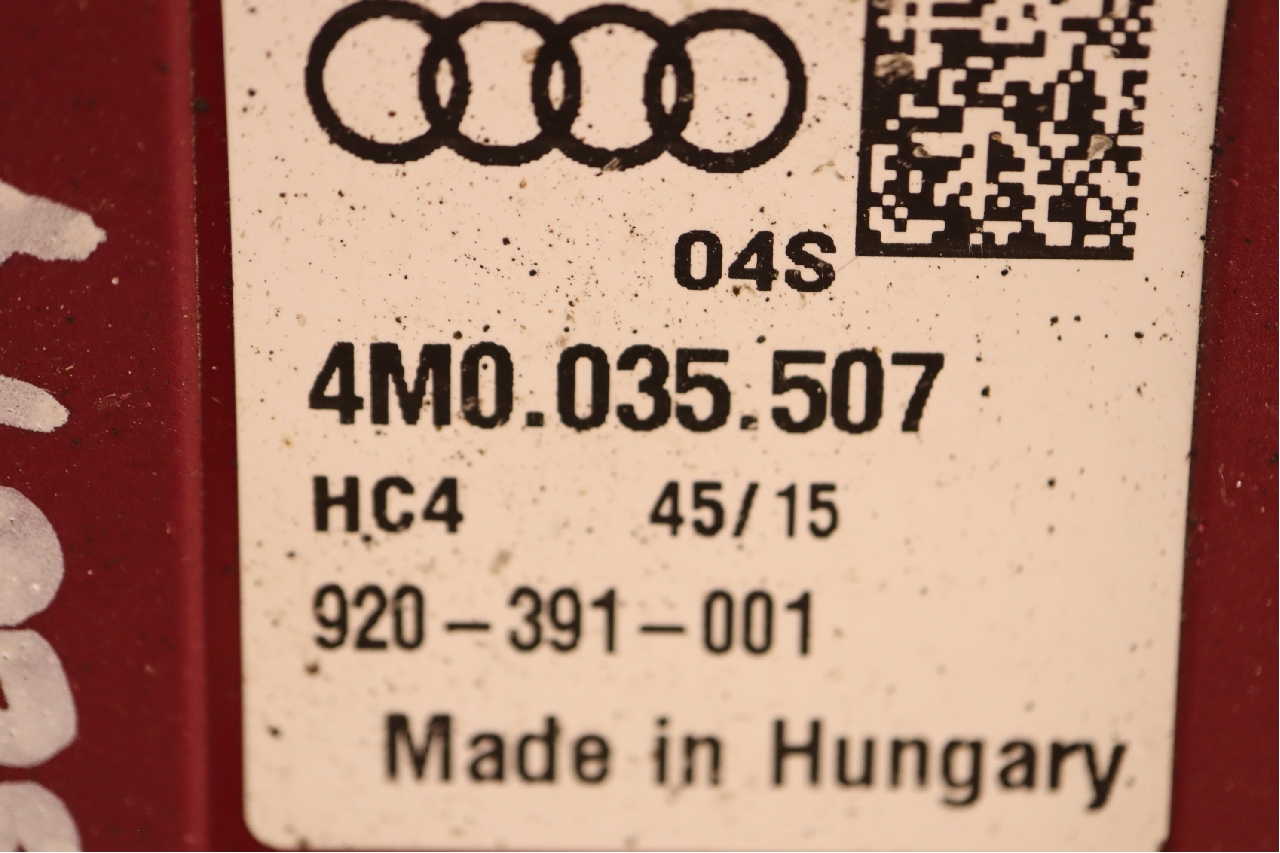 04S
4M0.035.507
HC4 45/15
920-391-001
Made in Hungary